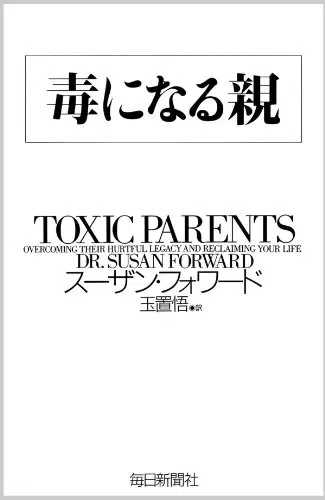 毒になる親
TOXIC PARENTS
OVERCOMING THEIR HURTFUL LEGACY AND RECLAIMING YOUR LIFE
DR. SUSAN FORWARD
スーザン・フォワード
玉置悟◉訳
毎日新聞社